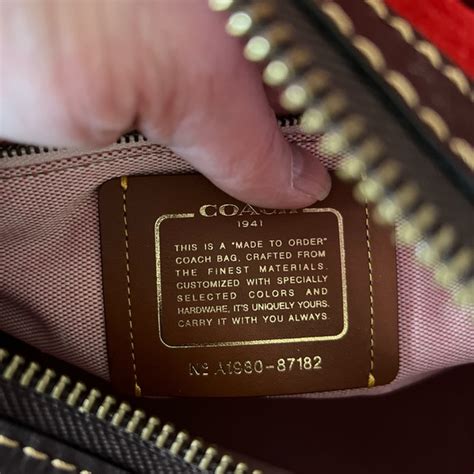 COACH
1941
THIS IS A "MADE TO ORDER"
COACH BAG, CRAFTED FROM
THE FINEST MATERIALS.
CUSTOMIZED WITH SPECIALLY
SELECTED COLORS AND
HARDWARE, IT'S UNIQUELY YOURS.
CARRY IT WITH YOU ALWAYS.
No A1980-87182